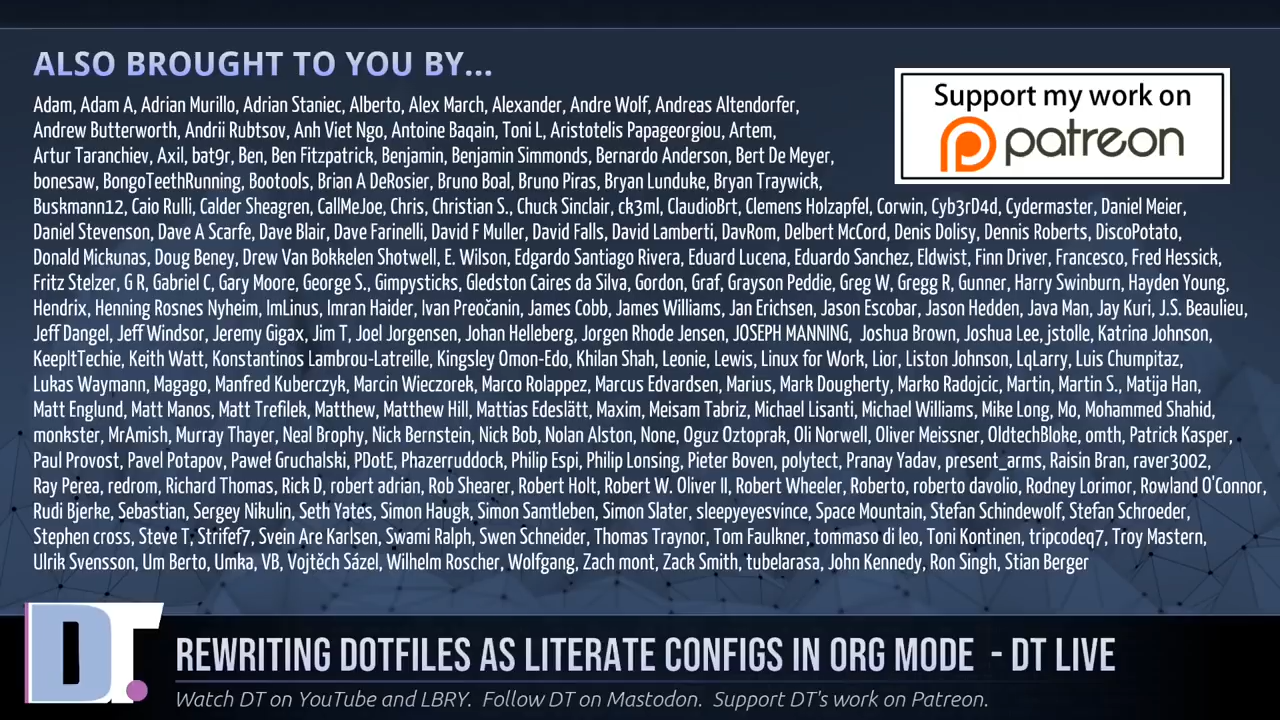 ALSO BROUGHT TO YOU BY...
Support my work on
patreon
Adam, Adam A, Adrian Murillo, Adrian Staniec, Alberto, Alex March, Alexander, Andre Wolf, Andreas Altendorfer,
Andrew Butterworth, Andrii Rubtsov, Anh Viet Ngo, Antoine Baqain, Toni L, Aristotelis Papageorgiou, Artem,
Artur Taranchiev, Axil, bat9r, Ben, Ben Fitzpatrick, Benjamin, Benjamin Simmonds, Bernardo Anderson, Bert De Meyer,
bonesaw, BongoTeethRunning, Bootools, Brian A DeRosier, Bruno Boal, Bruno Piras, Bryan Lunduke, Bryan Traywick,
Buskmann12, Caio Rulli, Calder Sheagren, CallMeJoe, Chris, Christian S., Chuck Sinclair, ck3ml, ClaudioBrt, Clemens Holzapfel, Corwin, Cyb3rD4d, Cydermaster, Daniel Meier,
Daniel Stevenson, Dave A Scarfe, Dave Blair, Dave Farinelli, David F Muller, David Falls, David Lamberti, DavRom, Delbert McCord, Denis Dolisy, Dennis Roberts, DiscoPotato,
Donald Mickunas, Doug Beney, Drew Van Bokkelen Shotwell, E. Wilson, Edgardo Santiago Rivera, Eduard Lucena, Eduardo Sanchez, Eldwist, Finn Driver, Francesco, Fred Hessick,
Fritz Stelzer, G R, Gabriel C, Gary Moore, George S., Gimpysticks, Gledston Caires da Silva, Gordon, Graf, Grayson Peddie, Greg W, Gregg R, Gunner, Harry Swinburn, Hayden Young,
Hendrix, Henning Rosnes Nyheim, ImLinus, Imran Haider, Ivan Preočanin, James Cobb, James Williams, Jan Erichsen, Jason Escobar, Jason Hedden, Java Man, Jay Kuri, J.S. Beaulieu,
Jeff Dangel, Jeff Windsor, Jeremy Gigax, Jim T, Joel Jorgensen, Johan Helleberg, Jorgen Rhode Jensen, JOSEPH MANNING, Joshua Brown, Joshua Lee, jstolle, Katrina Johnson,
KeepItTechie, Keith Watt, Konstantinos Lambrou-Latreille, Kingsley Omon-Edo, Khilan Shah, Leonie, Lewis, Linux for Work, Lior, Liston Johnson, LqLarry, Luis Chumpitaz,
Lukas Waymann, Magago, Manfred Kuberczyk, Marcin Wieczorek, Marco Rolappez, Marcus Edvardsen, Marius, Mark Dougherty, Marko Radojcic, Martin, Martin S., Matija Han,
Matt Englund, Matt Manos, Matt Trefilek, Matthew, Matthew Hill, Mattias Edeslätt, Maxim, Meisam Tabriz, Michael Lisanti, Michael Williams, Mike Long, Mo, Mohammed Shahid,
monkster, MrAmish, Murray Thayer, Neal Brophy, Nick Bernstein, Nick Bob, Nolan Alston, None, Oguz Oztoprak, Oli Norwell, Oliver Meissner, OldtechBloke, omth, Patrick Kasper,
Paul Provost, Pavel Potapov, Paweł Gruchalski, PDotE, Phazerruddock, Philip Espi, Philip Lonsing, Pieter Boven, polytect, Pranay Yadav, present_arms, Raisin Bran, raver3002,
Ray Perea, redrom, Richard Thomas, Rick D, robert adrian, Rob Shearer, Robert Holt, Robert W. Oliver II, Robert Wheeler, Roberto, roberto davolio, Rodney Lorimor, Rowland O'Connor,
Rudi Bjerke, Sebastian, Sergey Nikulin, Seth Yates, Simon Haugk, Simon Samtleben, Simon Slater, sleepyeyesvince, Space Mountain, Stefan Schindewolf, Stefan Schroeder,
Stephen cross, Steve T, Strifef7, Svein Are Karlsen, Swami Ralph, Swen Schneider, Thomas Traynor, Tom Faulkner, tommaso di leo, Toni Kontinen, tripcodeq7, Troy Mastern,
Ulrik Svensson, Um Berto, Umka, VB, Vojtěch Sázel, Wilhelm Roscher, Wolfgang, Zach mont, Zack Smith, tubelarasa, John Kennedy, Ron Singh, Stian Berger
DT.
REWRITING DOTFILES AS LITERATE CONFIGS IN ORG MODE - DT LIVE
Watch DT on YouTube and LBRY. Follow DT on Mastodon. Support DT's work on Patreon.